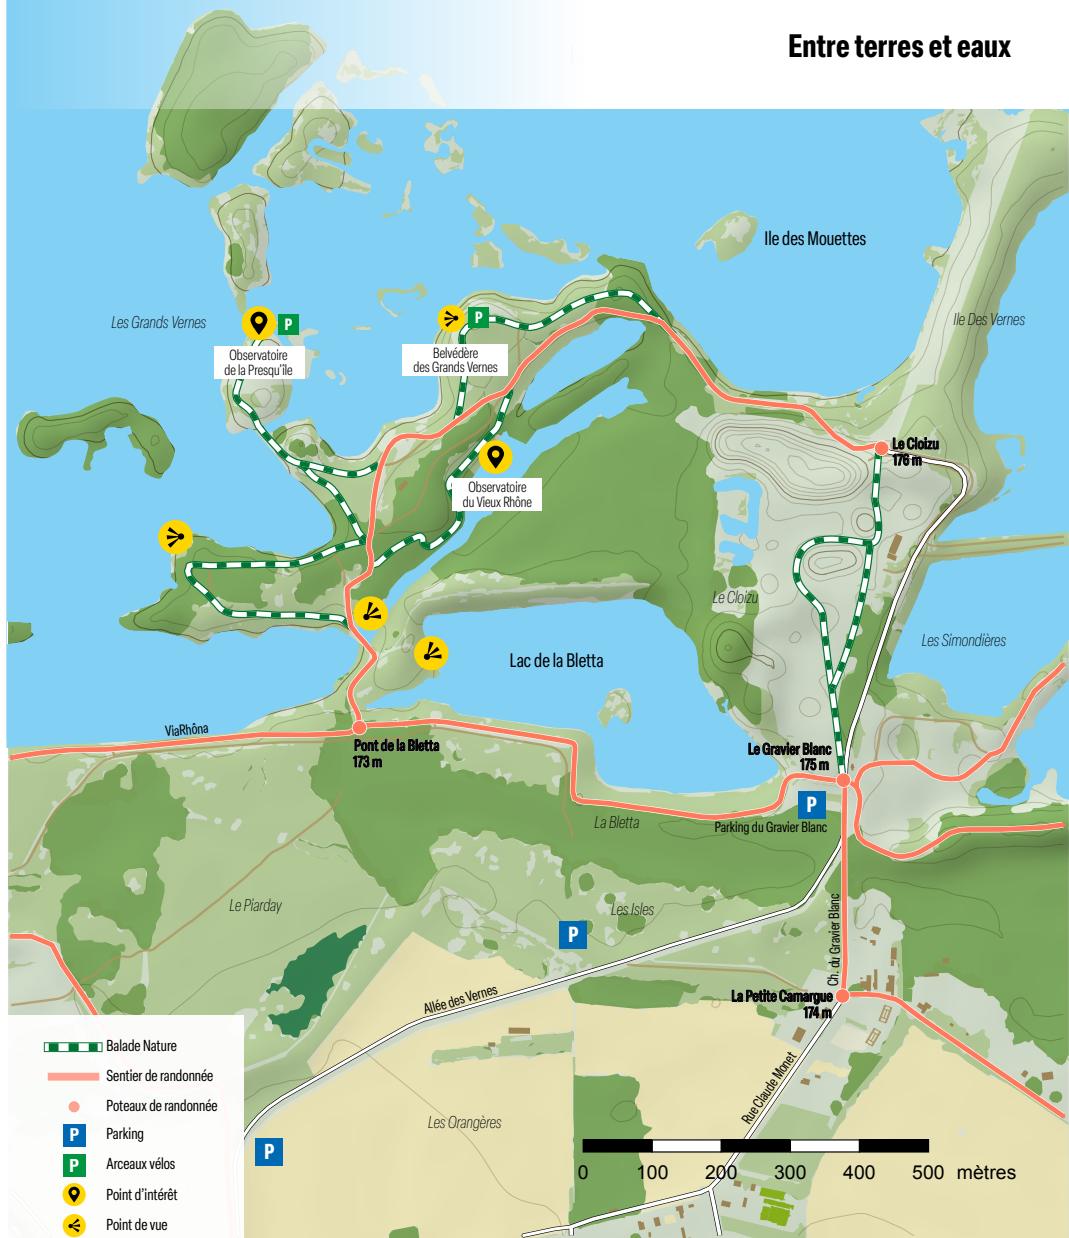 Entre terres et eaux
Ile des Mouettes
Les Grands Vernes
Ile Des Vernes
P
P
Observatoire
de la Presqu'île
Belvédère
des Grands Vernes
Le Cloizu
176 m
Observatoire
du Vieux Rhône
Le Cloizu
Les Simondières
Lac de la Bletta
ViaRhôna
Pont de la Bletta
173 m
Le Gravier Blanc
175 m
P
La Bletta
Parking du Gravier Blanc
Le Piarday
Les Isles
Ch. du Gravier Blanc
P
Allée des Vernes
La Petite Camargue
174 m
Rue Claude Monet
Les Orangères
P
Balade Nature
Sentier de randonnée
Poteaux de randonnée
P Parking
P Arceaux vélos
Point d'intérêt
Point de vue
0 100 200 300 400 500 mètres